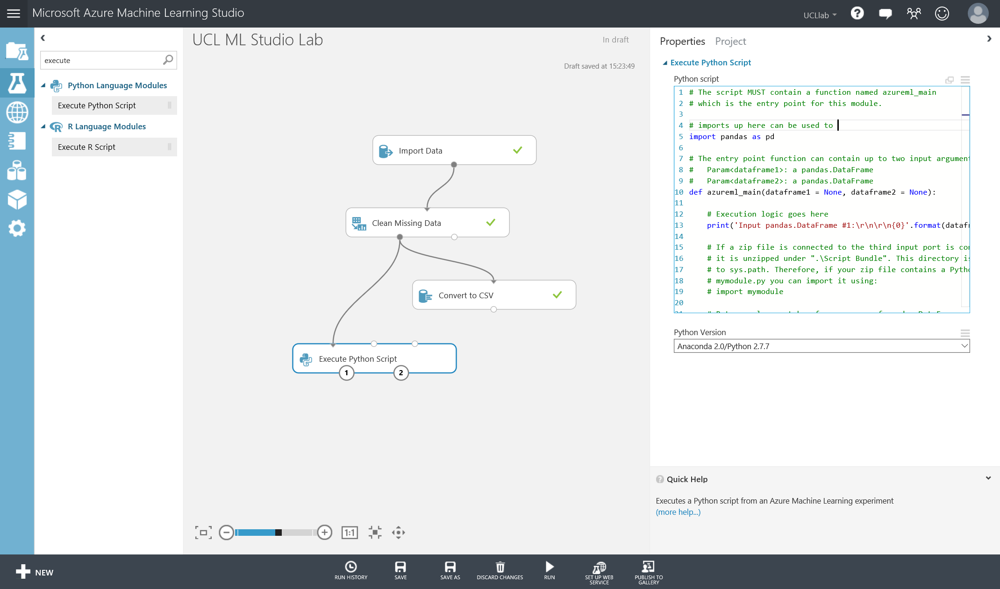 Microsoft Azure Machine Learning Studio
UCLlab
execute
Python Language Modules
Execute Python Script
R Language Modules
Execute R Script
UCL ML Studio Lab
In draft
Draft saved at 15:23:49
Import Data
Clean Missing Data
Convert to CSV
Execute Python Script
1
2
1:1
Properties
Project
Execute Python Script
Python script
1 # The script MUST contain a function named azureml_main
2 # which is the entry point for this module.
3
4 # imports up here can be used to
5 import pandas as pd
6
7 # The entry point function can contain up to two input argument
8 #   Param<dataframe1>: a pandas.DataFrame
9 #   Param<dataframe2>: a pandas.DataFrame
10 def azureml_main(dataframe1 = None, dataframe2 = None):
11
12     # Execution logic goes here
13     print('Input pandas.DataFrame #1:\r\n\r\n{0}'.format(datafr
14
15     # If a zip file is connected to the third input port is con
16     # it is unzipped under ".\Script Bundle". This directory is
17     # to sys.path. Therefore, if your zip file contains a Pytho
18     # mymodule.py you can import it using:
19     # import mymodule
20
Python Version
Anaconda 2.0/Python 2.7.7
? Quick Help
Executes a Python script from an Azure Machine Learning experiment
(more help...)
NEW
RUN HISTORY
SAVE
SAVE AS
DISCARD CHANGES
RUN
SET UP WEB
SERVICE
PUBLISH TO
GALLERY